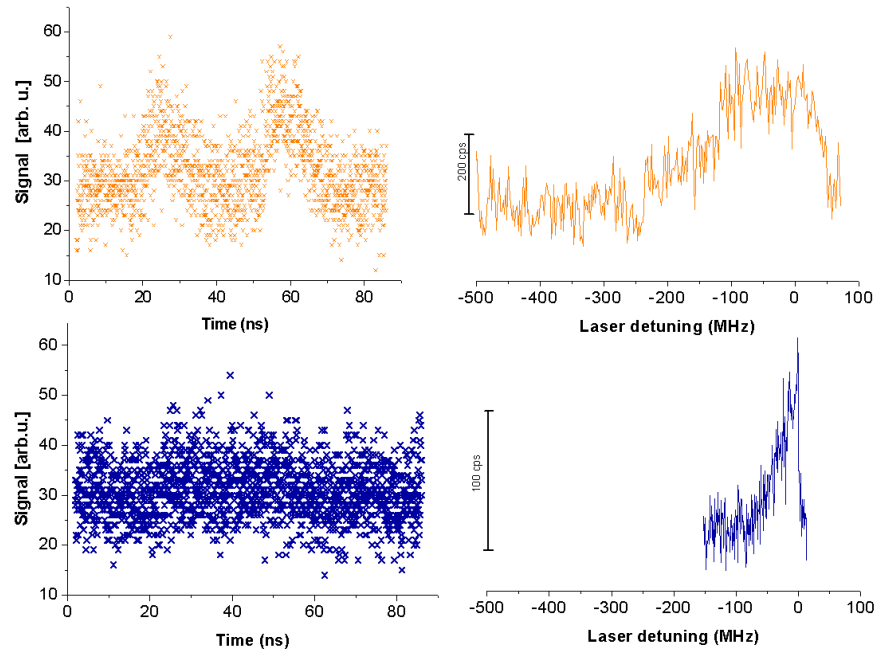 60
50
40
30
20
10
0 20 40 60 80
Signal [arb. u.]
Time (ns)
200 cps
-500 -400 -300 -200 -100 0 100
Laser detuning (MHz)
60
50
40
30
20
10
0 20 40 60 80
Signal [arb.u.]
Time (ns)
100 cps
-500 -400 -300 -200 -100 0 100
Laser detuning (MHz)